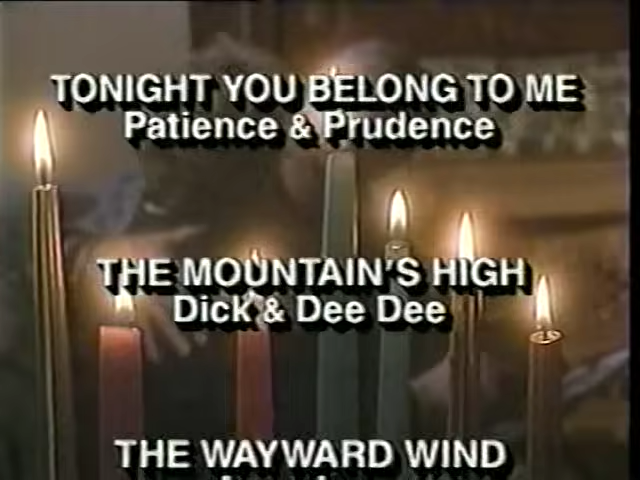 TONIGHT YOU BELONG TO ME
Patience & Prudence
THE MOUNTAIN'S HIGH
Dick & Dee Dee
THE WAYWARD WIND